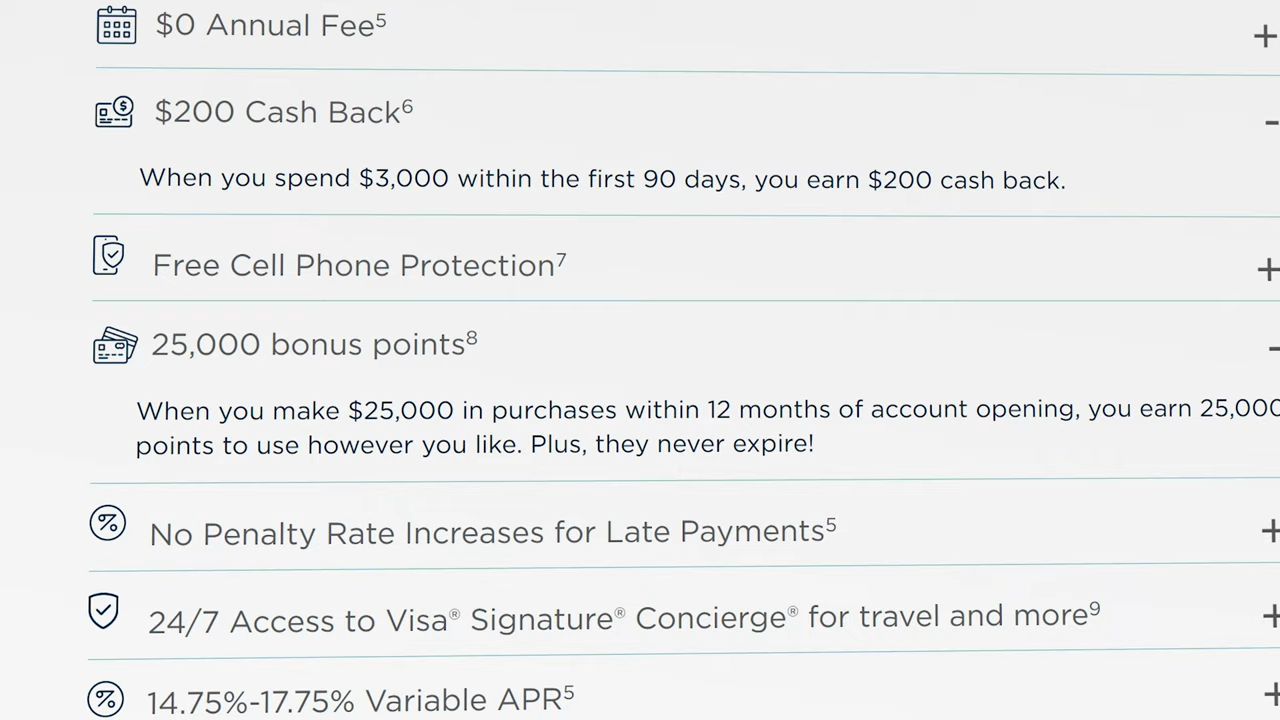 $0 Annual Fee⁵
+
$200 Cash Back⁶
-
When you spend $3,000 within the first 90 days, you earn $200 cash back.
Free Cell Phone Protection⁷
+
25,000 bonus points⁸
-
When you make $25,000 in purchases within 12 months of account opening, you earn 25,000
points to use however you like. Plus, they never expire!
No Penalty Rate Increases for Late Payments⁵
+
24/7 Access to Visa® Signature® Concierge® for travel and more⁹
+
14.75%-17.75% Variable APR⁵
+